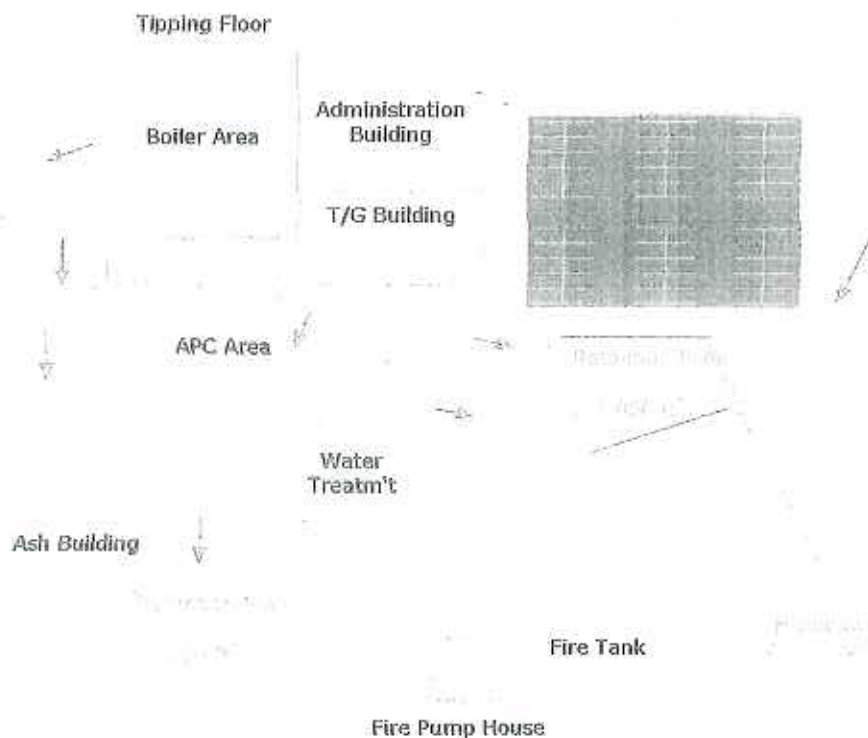 Tipping Floor
Administration
Building
Boiler Area
T/G Building
APC Area
Water
Treatm't
Ash Building
Fire Tank
Fire Pump House